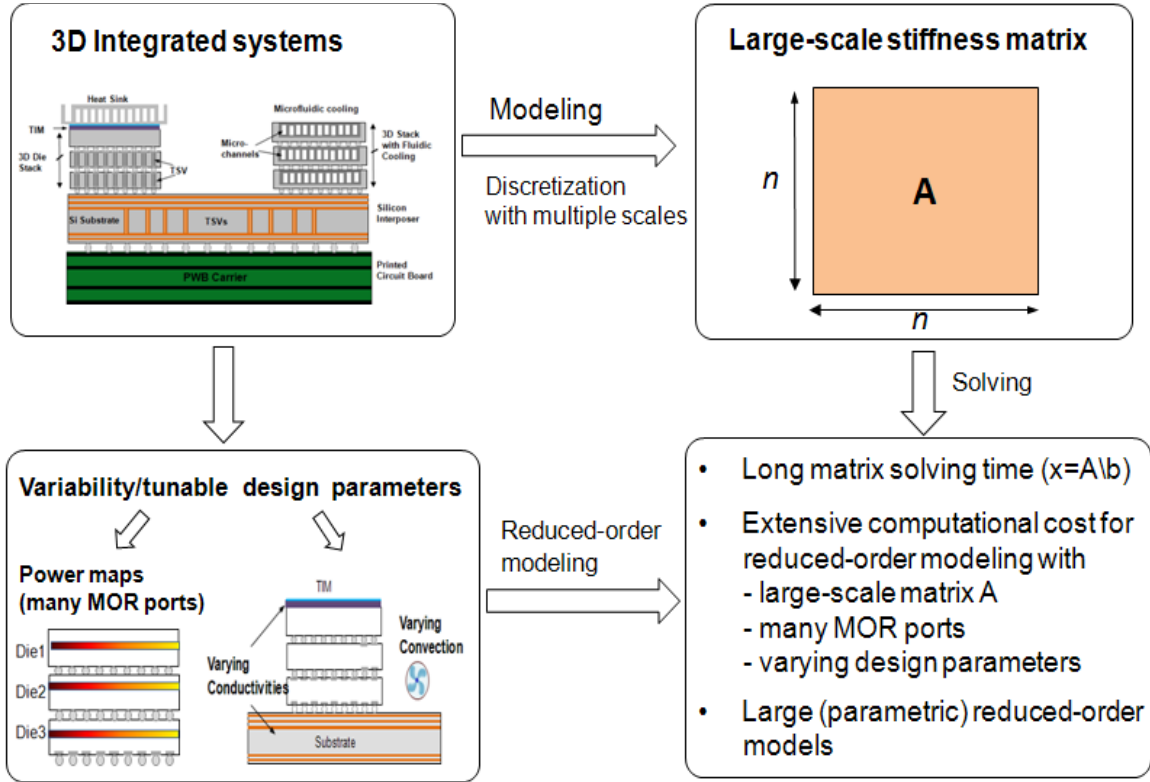 3D Integrated systems
Heat Sink
TIM
3D Die
Stack
TSV
Microfluidic cooling
Micro-
channels
3D Stack
with Fluidic
Cooling
Si Substrate
TSVs
Silicon
Interposer
PWB Carrier
Printed
Circuit Board
Modeling
Discretization
with multiple scales
Large-scale stiffness matrix
n
A
n
Solving
Variability/tunable design parameters
Power maps
(many MOR ports)
Die1
Die2
Die3
TIM
Varying
Conductivities
Varying
Convection
Substrate
Reduced-order
modeling
• Long matrix solving time (x=A\b)
• Extensive computational cost for
reduced-order modeling with
- large-scale matrix A
- many MOR ports
- varying design parameters
• Large (parametric) reduced-order
models